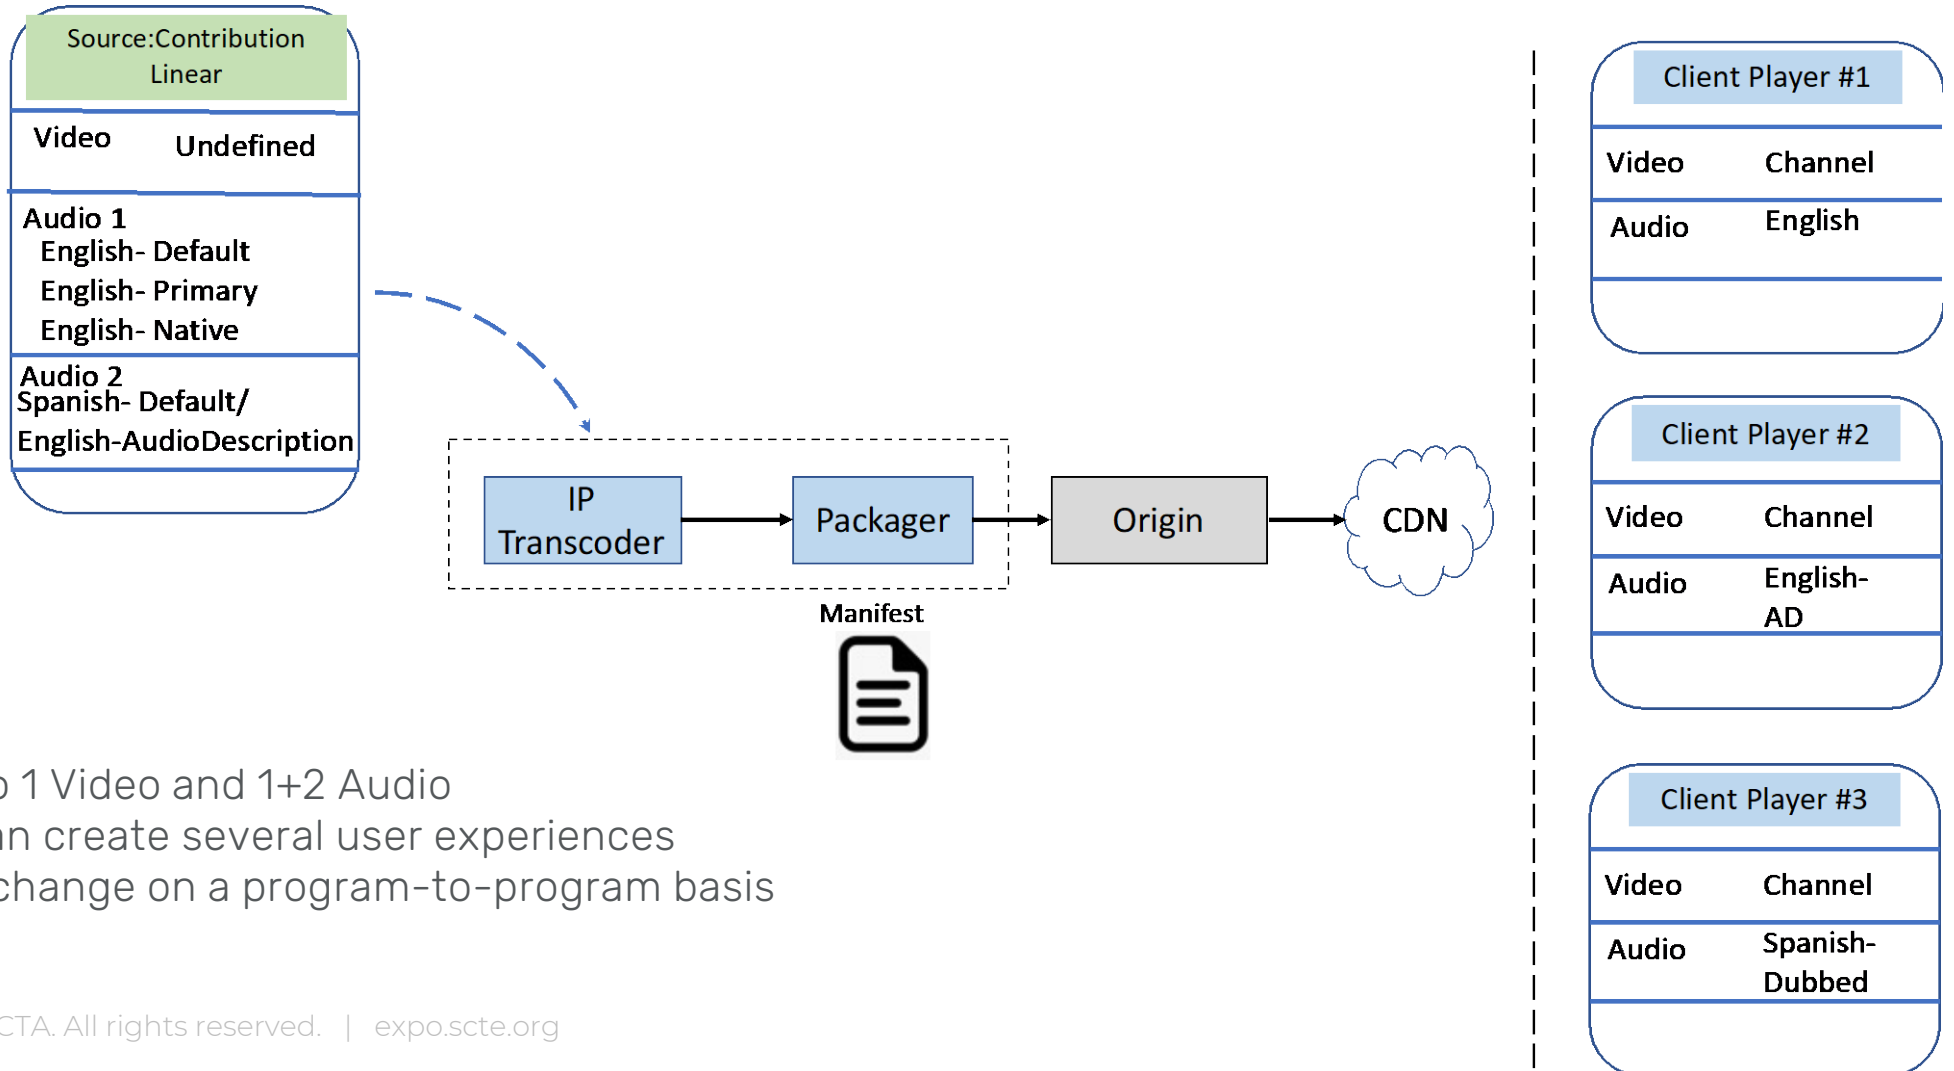 Source:Contribution
Linear
Video Undefined
Audio 1
English- Default
English- Primary
English- Native
Audio 2
Spanish- Default/
English-AudioDescription
IP
Transcoder
Packager
Origin
CDN
Manifest
Client Player #1
Video Channel
Audio English
Client Player #2
Video Channel
Audio English-
AD
Client Player #3
Video Channel
Audio Spanish-
Dubbed
1 Video and 1+2 Audio
create several user experiences
change on a program-to-program basis
CTA. All rights reserved. | expo.scte.org